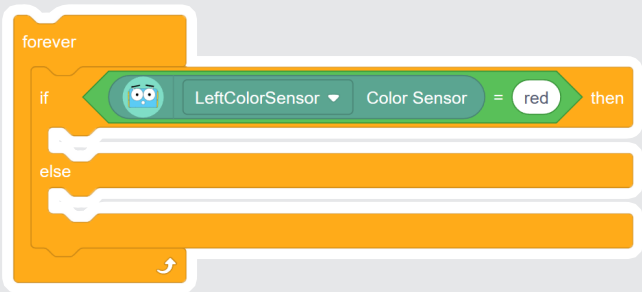 forever
if LeftColorSensor Color Sensor = red then
else